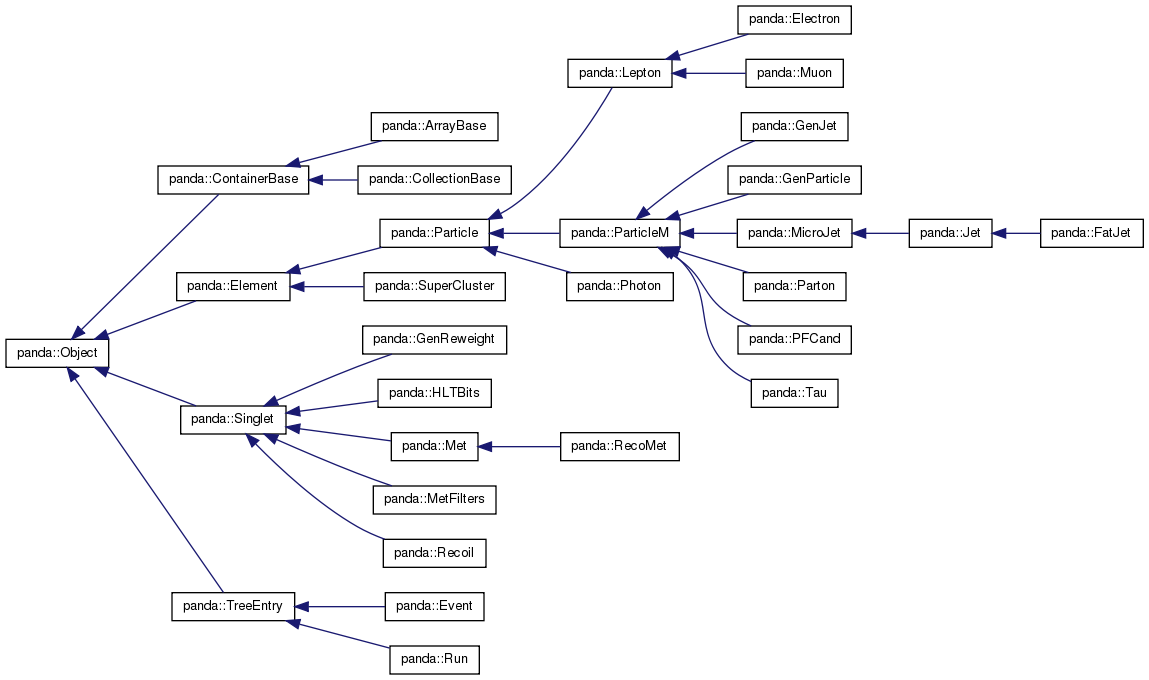 panda::Electron
panda::Lepton
panda::Muon
panda::ArrayBase
panda::GenJet
panda::ContainerBase
panda::CollectionBase
panda::GenParticle
panda::Particle
panda::ParticleM
panda::MicroJet
panda::Jet
panda::FatJet
panda::Element
panda::SuperCluster
panda::Photon
panda::Parton
panda::Object
panda::GenReweight
panda::PFCand
panda::HLTBits
panda::Tau
panda::Singlet
panda::Met
panda::RecoMet
panda::MetFilters
panda::Recoil
panda::TreeEntry
panda::Event
panda::Run